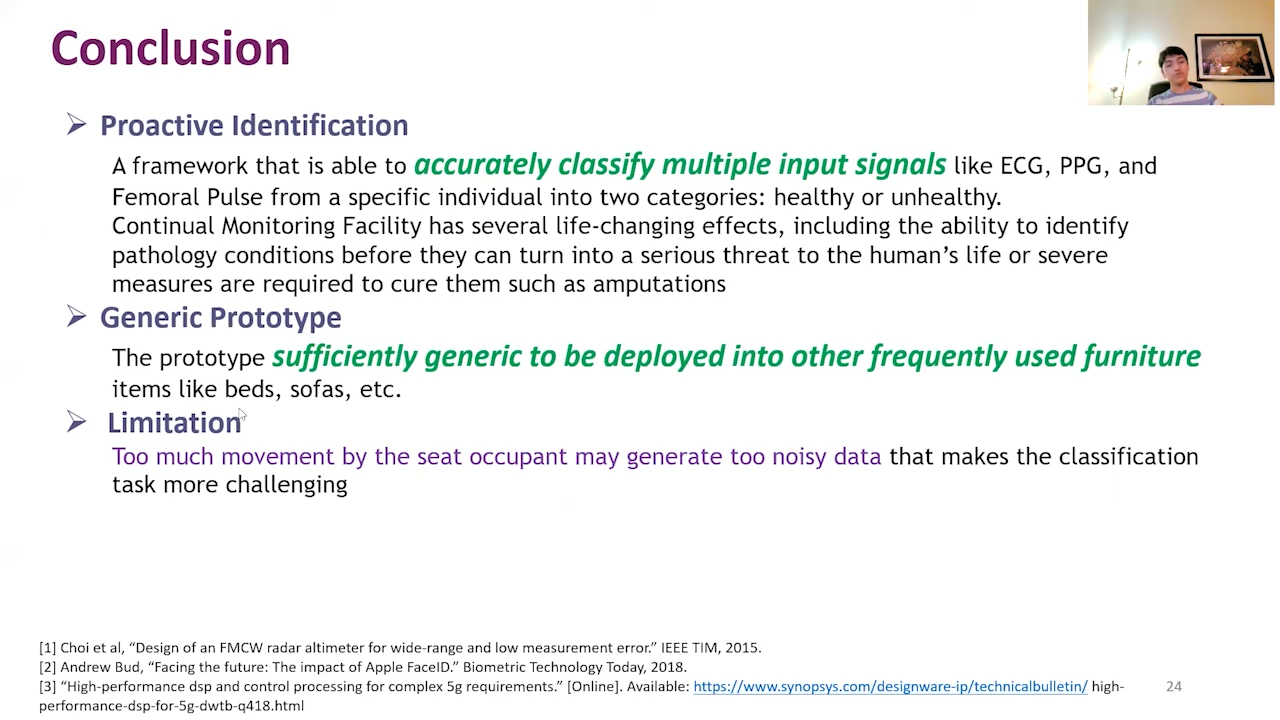 Conclusion
➢ Proactive Identification
A framework that is able to accurately classify multiple input signals like ECG, PPG, and
Femoral Pulse from a specific individual into two categories: healthy or unhealthy.
Continual Monitoring Facility has several life-changing effects, including the ability to identify
pathology conditions before they can turn into a serious threat to the human’s life or severe
measures are required to cure them such as amputations
➢ Generic Prototype
The prototype sufficiently generic to be deployed into other frequently used furniture
items like beds, sofas, etc.
➢ Limitation
Too much movement by the seat occupant may generate too noisy data that makes the classification
task more challenging
[1] Choi et al, “Design of an FMCW radar altimeter for wide-range and low measurement error.” IEEE TIM, 2015.
[2] Andrew Bud, “Facing the future: The impact of Apple FaceID.” Biometric Technology Today, 2018.
[3] “High-performance dsp and control processing for complex 5g requirements.” [Online]. Available: https://www.synopsys.com/designware-ip/technicalbulletin/ high-
performance-dsp-for-5g-dwtb-q418.html
24